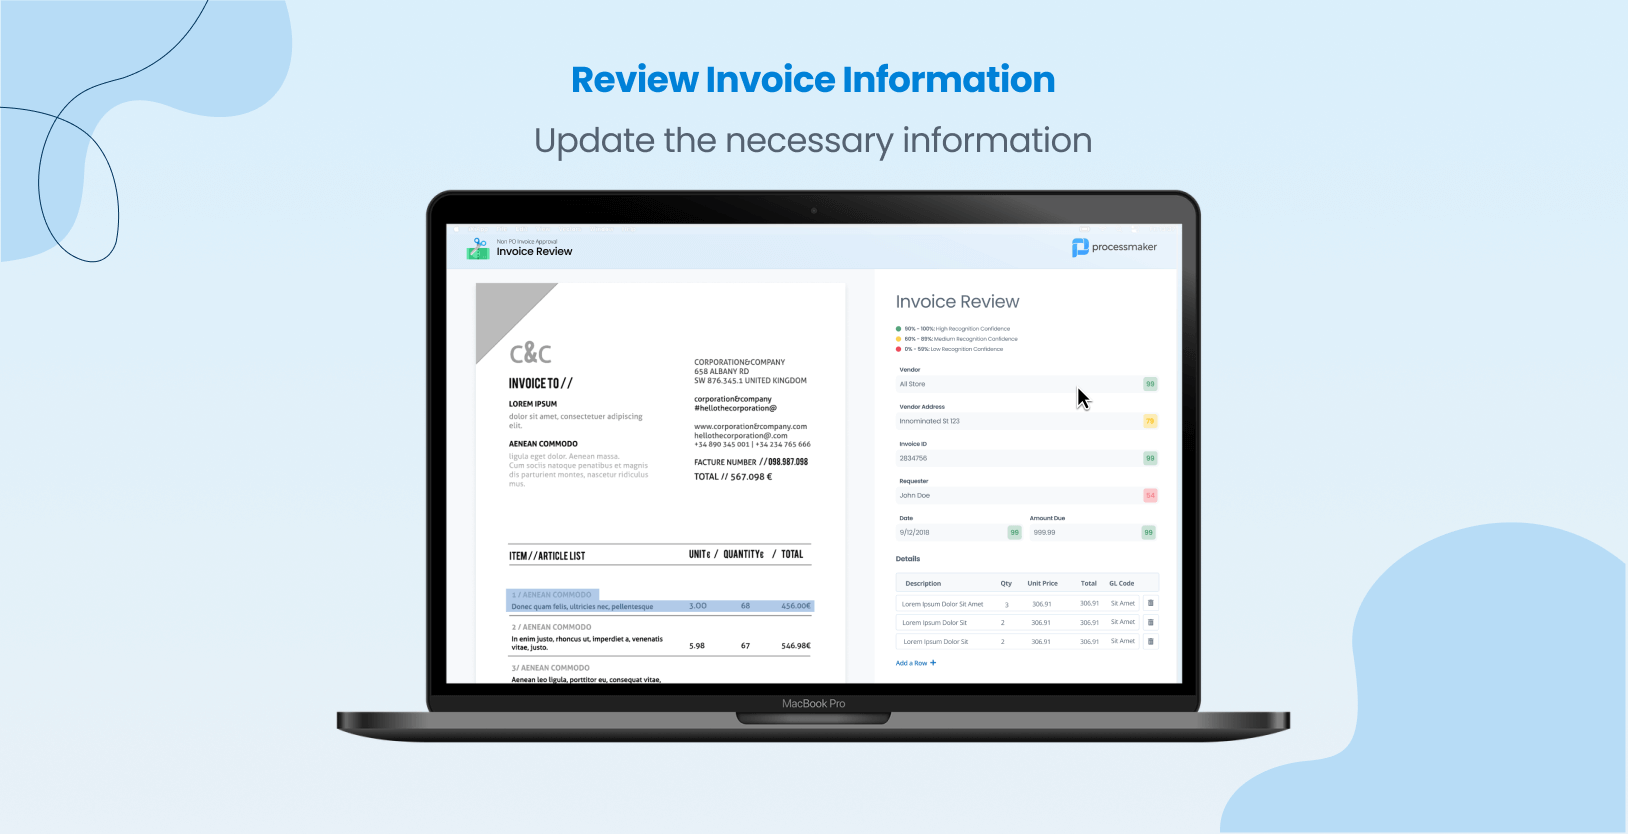 Review Invoice Information
Update the necessary information
Non PO Invoice Approval
Invoice Review
processmaker
C&C
INVOICE TO //
LOREM IPSUM
dolor sit amet, consectetuer adipiscing
elit.
AENEAN COMMODO
ligula eget dolor. Aenean massa.
Cum sociis natoque penatibus et magnis
dis parturient montes, nascetur ridiculus
mus.
CORPORATION&COMPANY
658 ALBANY RD
SW 876.345.1 UNITED KINGDOM
corporation&company
#hellothecorporation@
www.corporation&company.com
hellothecorporation@.com
+34 890 345 001 | +34 234 765 666
FACTURE NUMBER //098.987.098
TOTAL // 567.098 €
ITEM//ARTICLE LIST UNIT€ / QUANTITY€ / TOTAL
1 / AENEAN COMMODO
Donec quam felis, ultricies nec, pellentesque 3.00 68 456.00€
2 / AENEAN COMMODO
In enim justo, rhoncus ut, imperdiet a, venenatis
vitae, justo. 5.98 67 546.98€
3/ AENEAN COMMODO
Aenean leo ligula, porttitor eu, consequat vitae,
Invoice Review
90% - 100%: High Recognition Confidence
60% - 89%: Medium Recognition Confidence
0% - 59%: Low Recognition Confidence
Vendor
All Store 99
Vendor Address
Innominated St 123 79
Invoice ID
2834756 99
Requester
John Doe 54
Date Amount Due
9/12/2018 99 999.99 99
Details
Description Qty Unit Price Total GL Code
Lorem Ipsum Dolor Sit Amet 3 306.91 306.91 Sit Amet
Lorem Ipsum Dolor Sit 2 306.91 306.91 Sit Amet
Lorem Ipsum Dolor Sit 2 306.91 306.91 Sit Amet
Add a Row +
MacBook Pro